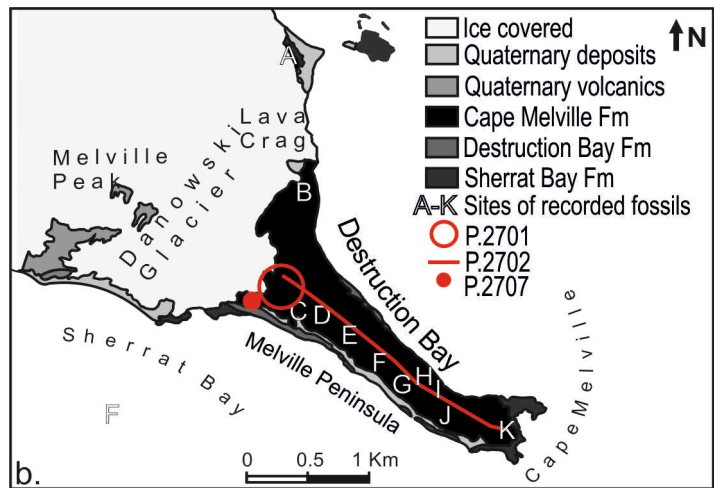 Ice covered
Quaternary deposits
Quaternary volcanics
Cape Melville Fm
Destruction Bay Fm
Sherrat Bay Fm
A-K Sites of recorded fossils
P.2701
P.2702
P.2707
N
A
Lava
Crag
Melville
Peak
Danowski
Glacier
B
Destruction Bay
C
D
E
F
G
H
I
J
K
Sherrat Bay
Melville Peninsula
Cape Melville
F
0 0.5 1 Km
b.